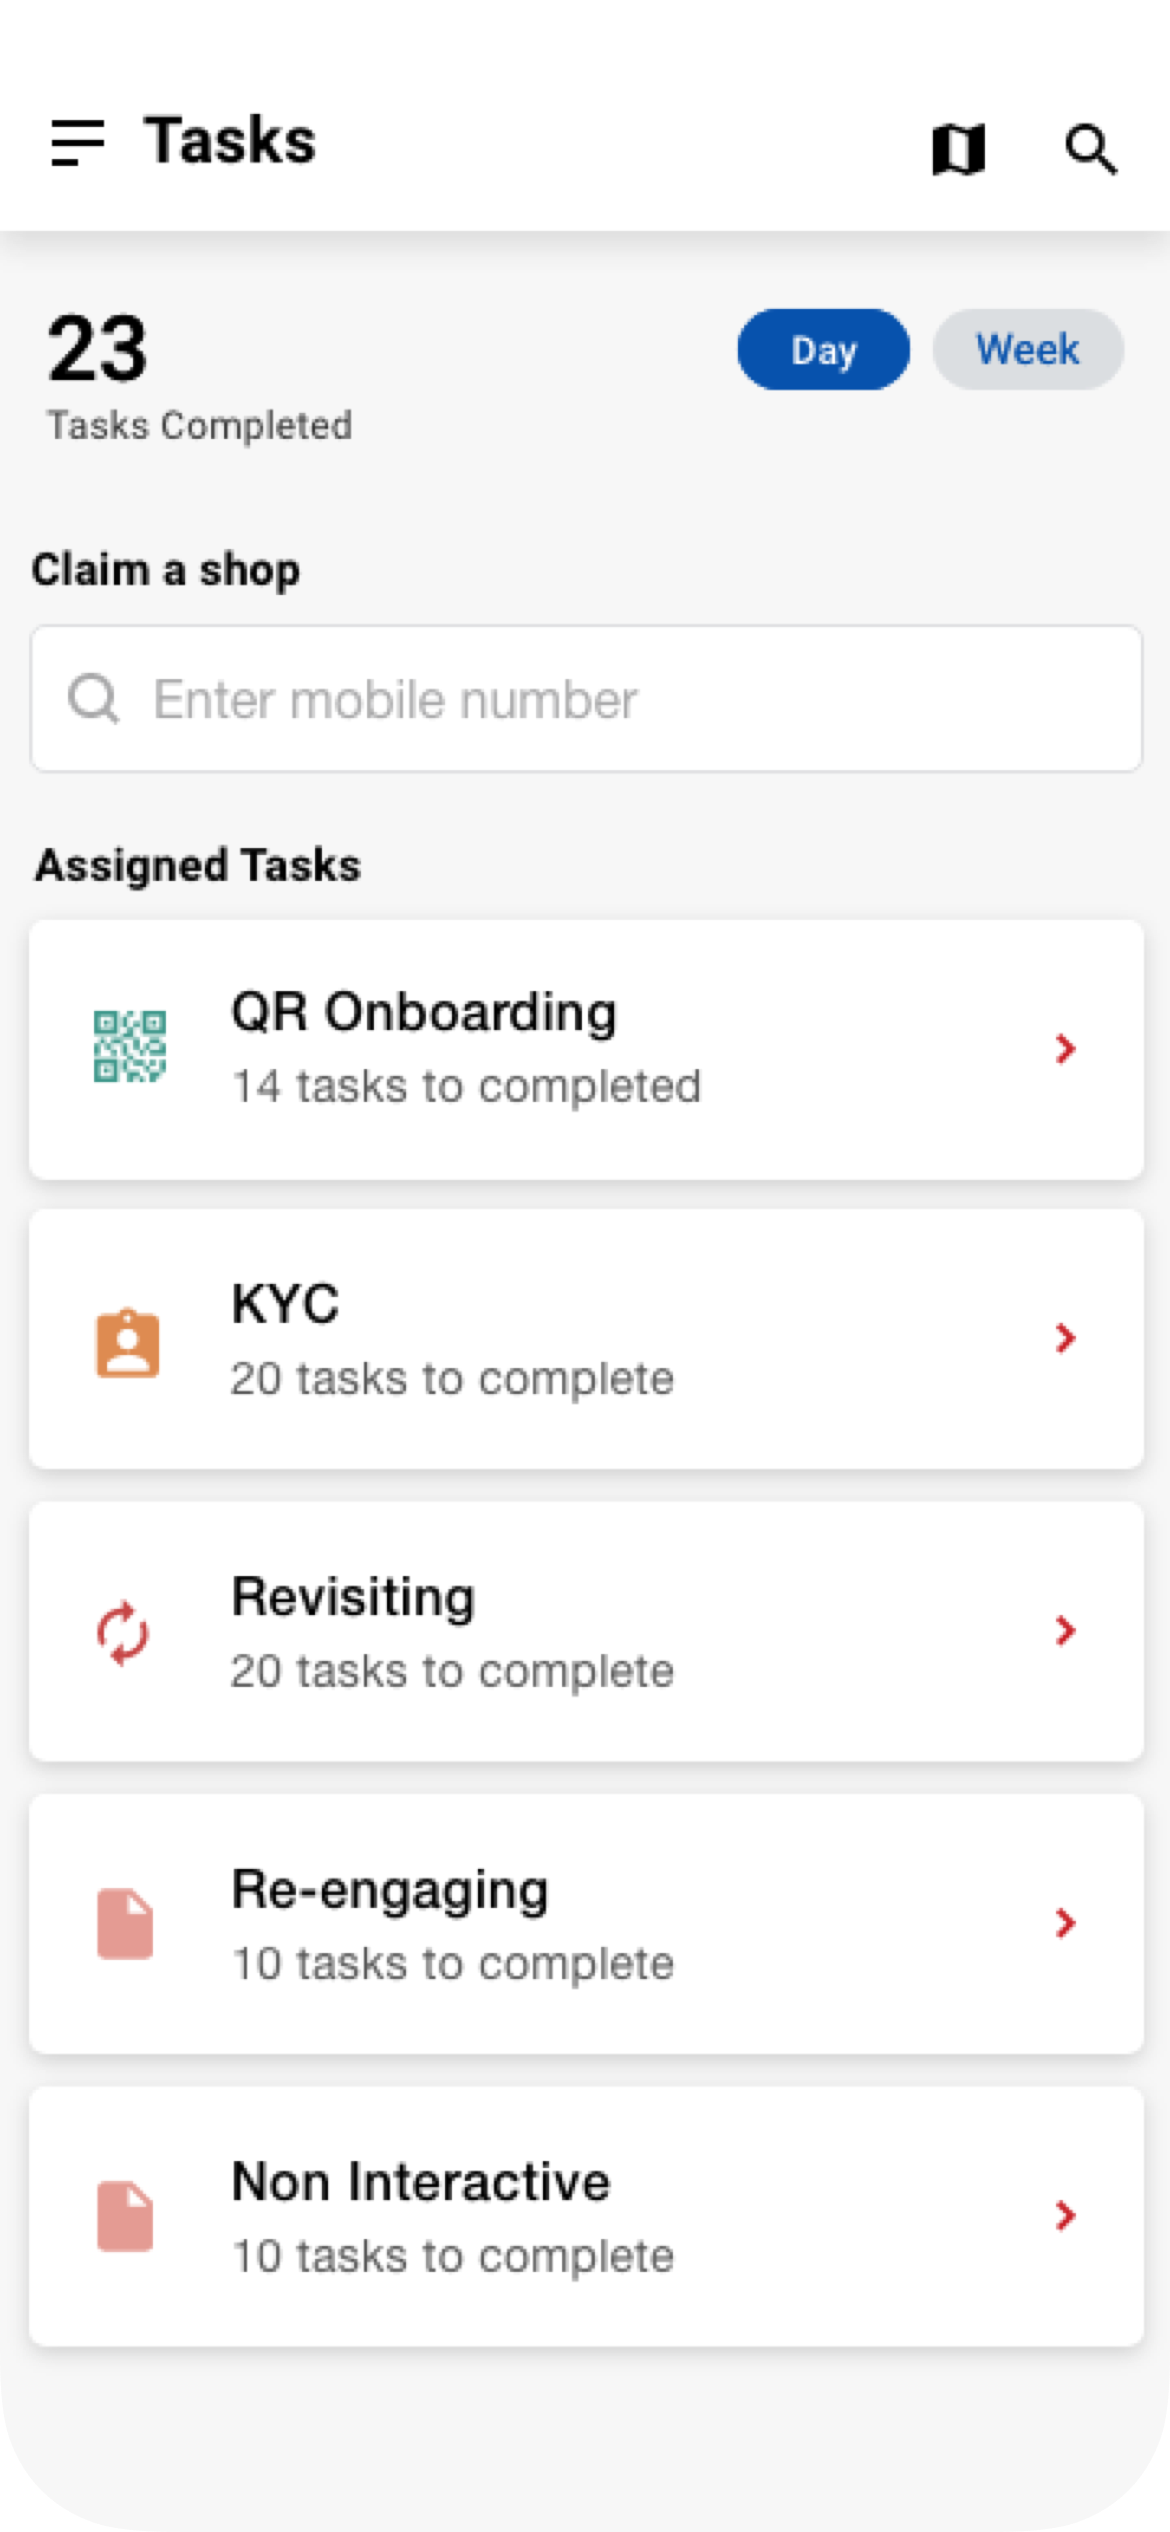 Tasks
23
Day
Week
Tasks Completed
Claim a shop
Enter mobile number
Assigned Tasks
QR Onboarding
14 tasks to completed
KYC
20 tasks to complete
Revisiting
20 tasks to complete
Re-engaging
10 tasks to complete
Non Interactive
10 tasks to complete